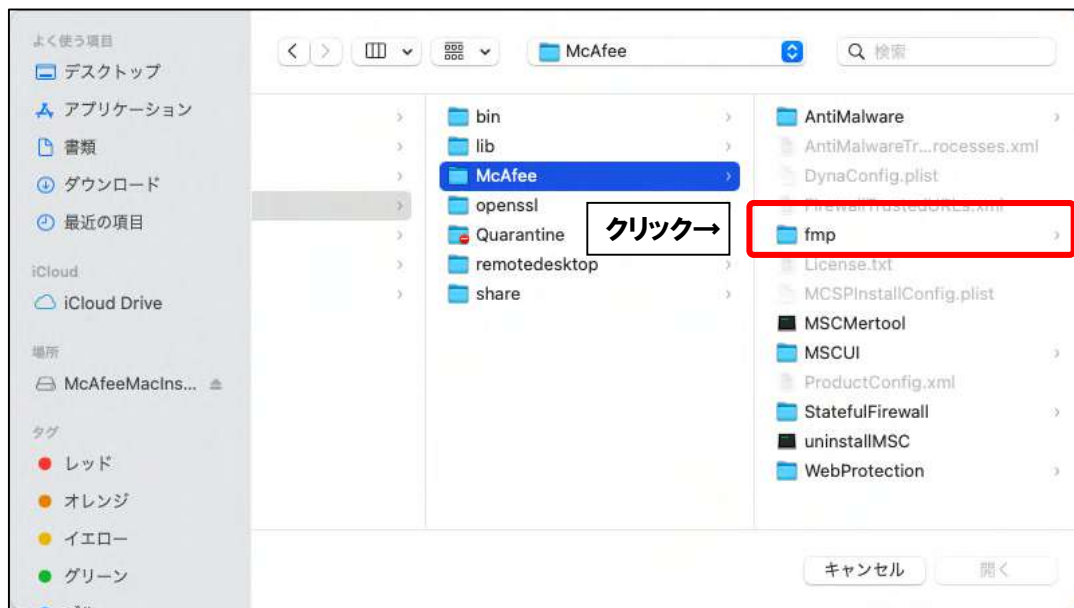 よく使う項目
デスクトップ
アプリケーション
書類
ダウンロード
最近の項目
iCloud
iCloud Drive
場所
McAfeeMacIns...
タグ
レッド
オレンジ
イエロー
グリーン
McAfee
検索
bin
lib
McAfee
openssl
Quarantine
remotedesktop
share
クリック→
AntiMalware
AntiMalwareTr...rocesses.xml
DynaConfig.plist
FirewallTrustedURLs.xml
fmp
License.txt
MCSPInstallConfig.plist
MSCMertool
MSCUI
ProductConfig.xml
StatefulFirewall
uninstallMSC
WebProtection
キャンセル
開く